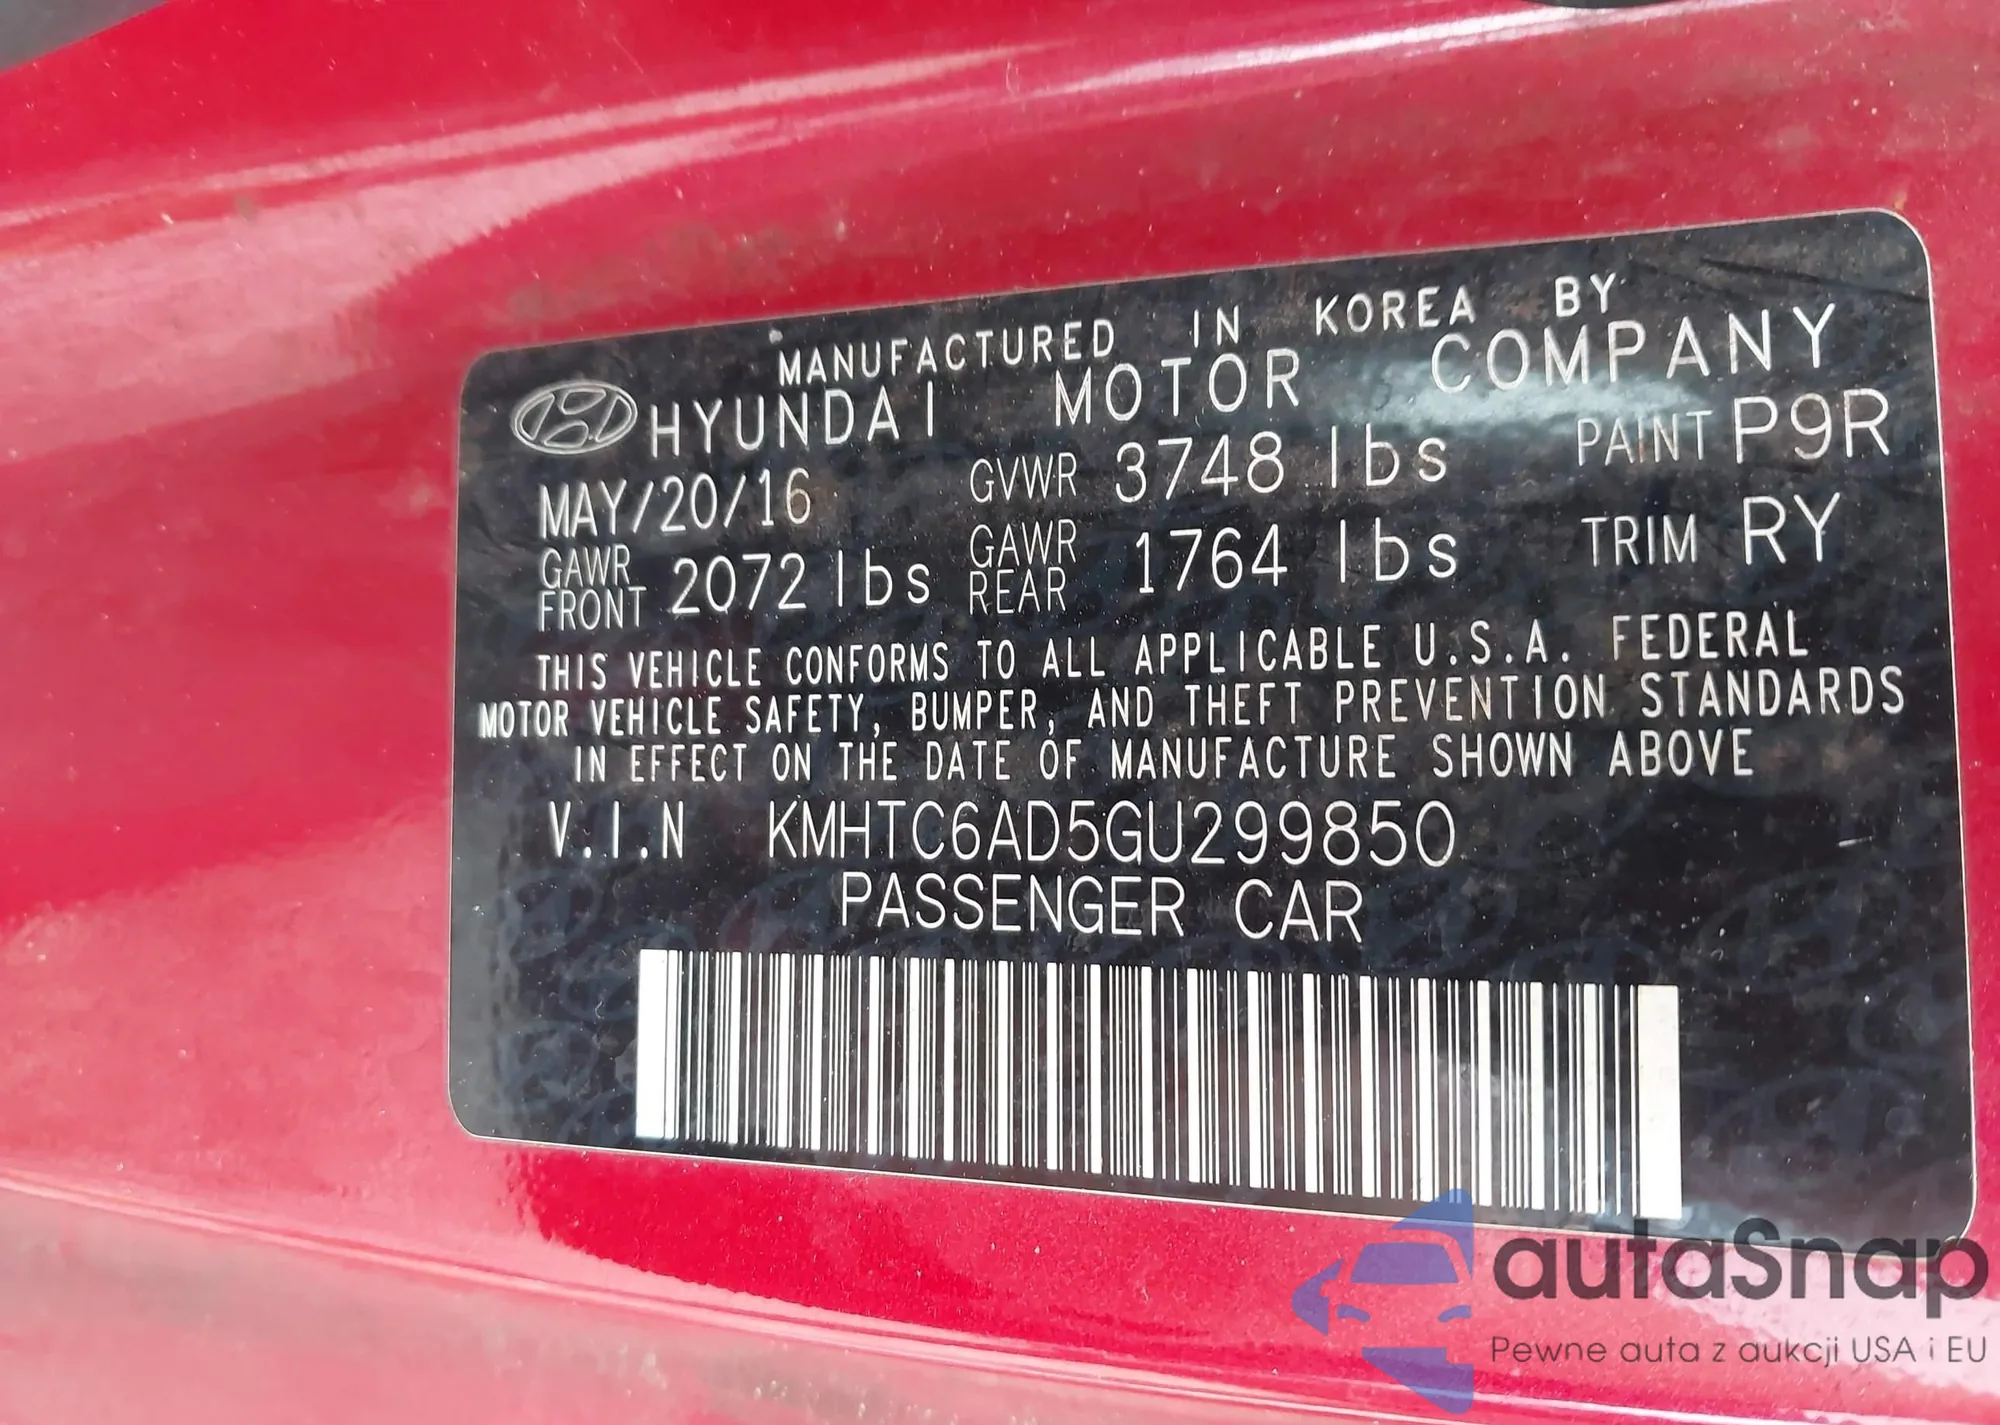 MANUFACTURED IN KOREA BY
HYUNDAI MOTOR COMPANY
MAY/20/16 GVWR 3748 lbs PAINT P9R
GAWR FRONT 2072 lbs GAWR REAR 1764 lbs TRIM RY
THIS VEHICLE CONFORMS TO ALL APPLICABLE U.S.A. FEDERAL
MOTOR VEHICLE SAFETY, BUMPER, AND THEFT PREVENTION STANDARDS
IN EFFECT ON THE DATE OF MANUFACTURE SHOWN ABOVE
V.I.N KMHTC6AD5GU299850
PASSENGER CAR
autaSnap
Pewne auta z aukcji USA i EU